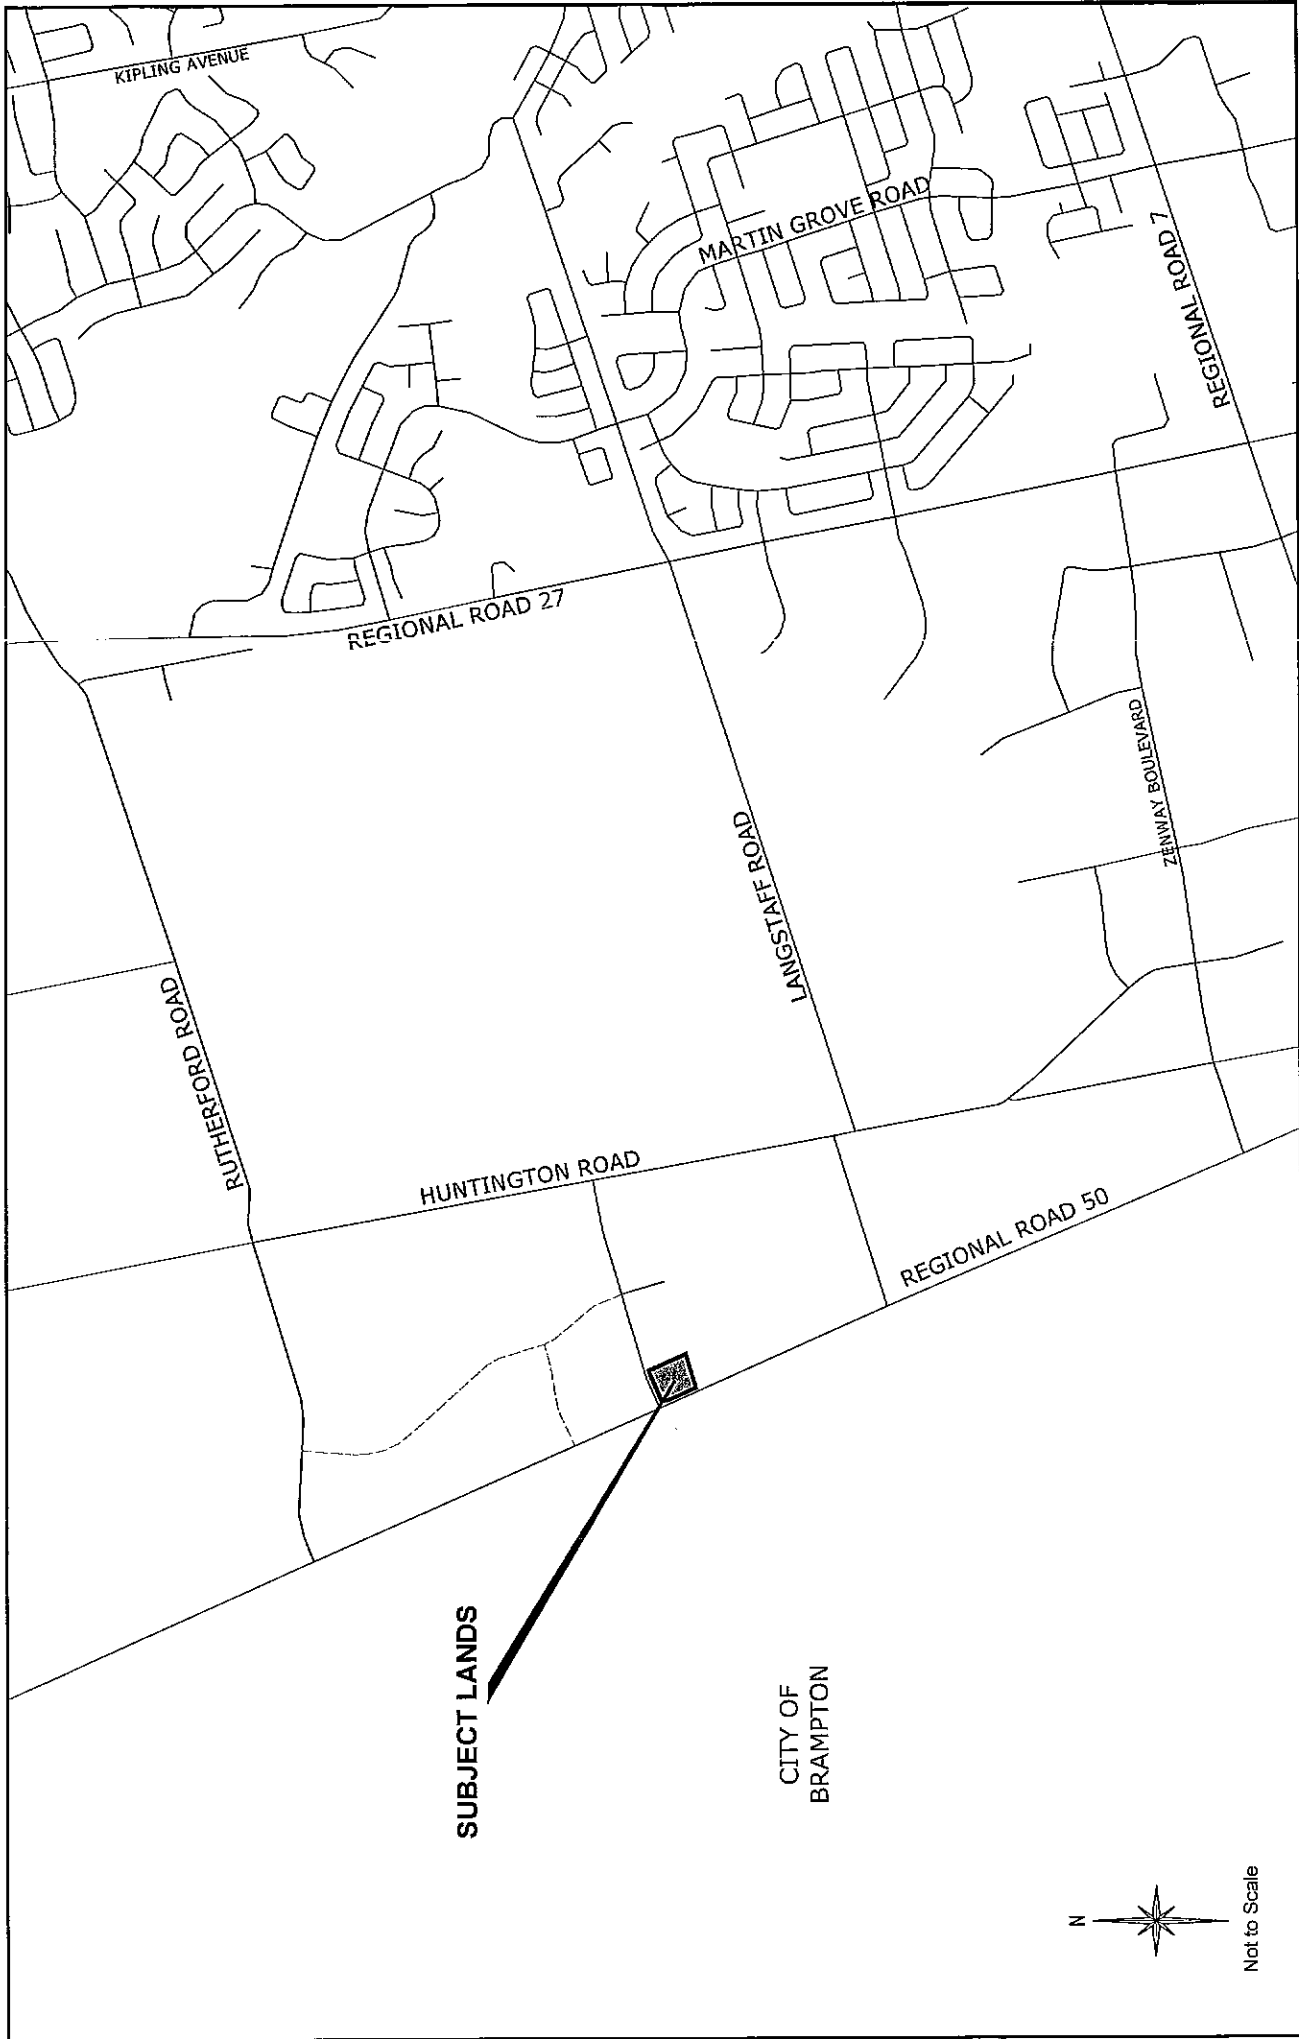 KIPLING AVENUE
MARTIN GROVE ROAD
REGIONAL ROAD 7
REGIONAL ROAD 27
ZENWAY BOULEVARD
LANGSTAFF ROAD
RUTHERFORD ROAD
HUNTINGTON ROAD
REGIONAL ROAD 50
SUBJECT LANDS
CITY OF
BRAMPTON
N
Not to Scale